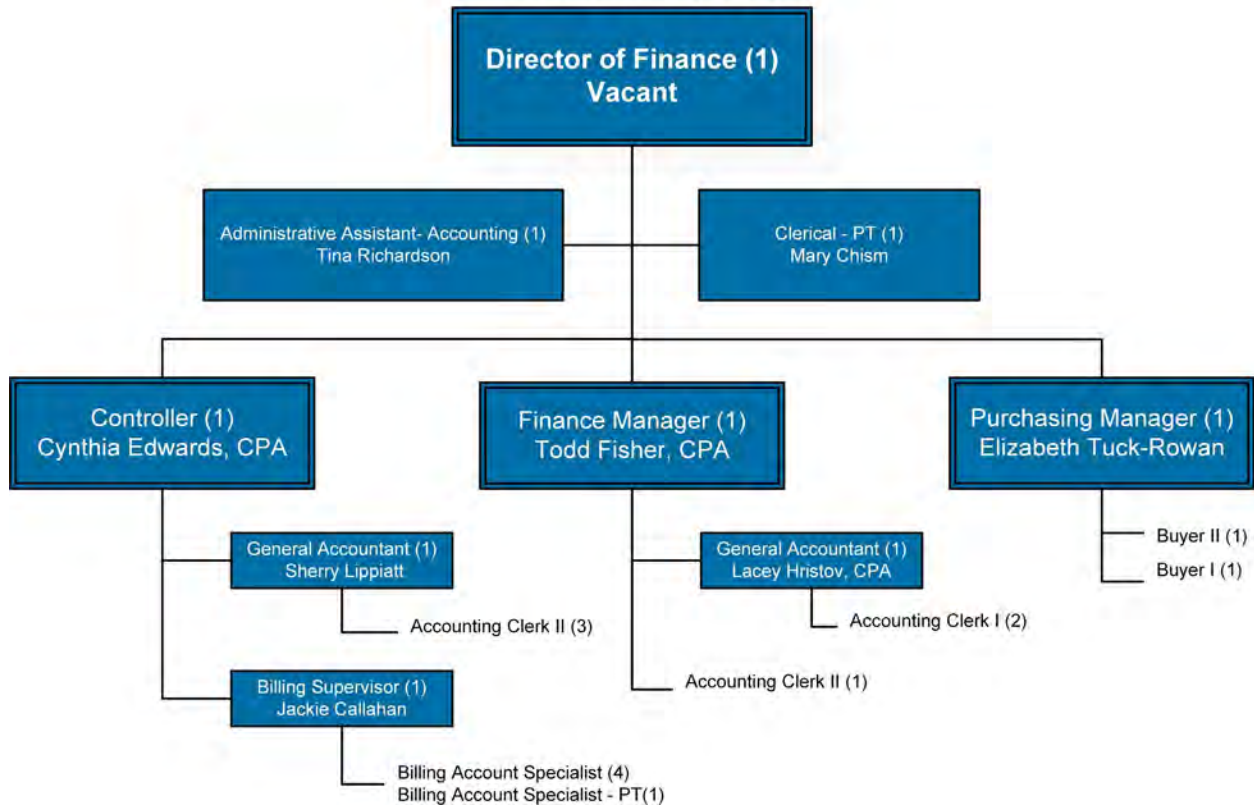 Director of Finance (1)
Vacant
Administrative Assistant- Accounting (1)
Tina Richardson
Clerical - PT (1)
Mary Chism
Controller (1)
Cynthia Edwards, CPA
Finance Manager (1)
Todd Fisher, CPA
Purchasing Manager (1)
Elizabeth Tuck-Rowan
General Accountant (1)
Sherry Lippiatt
Accounting Clerk II (3)
Billing Supervisor (1)
Jackie Callahan
Billing Account Specialist (4)
Billing Account Specialist - PT(1)
General Accountant (1)
Lacey Hristov, CPA
Accounting Clerk I (2)
Accounting Clerk II (1)
Buyer II (1)
Buyer I (1)